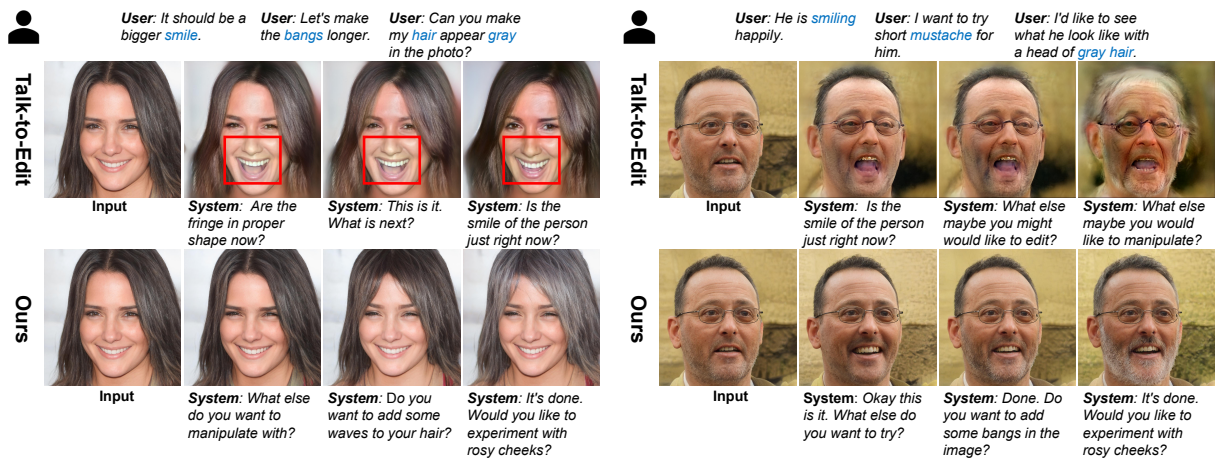 User: It should be a
bigger smile.
User: Let's make
the bangs longer.
User: Can you make
my hair appear gray
in the photo?
Talk-to-Edit
Input
System: Are the
fringe in proper
shape now?
System: This is it.
What is next?
System: Is the
smile of the person
just right now?
Ours
Input
System: What else
do you want to
manipulate with?
System: Do you
want to add some
waves to your hair?
System: It's done.
Would you like to
experiment with
rosy cheeks?
User: He is smiling
happily.
User: I want to try
short mustache for
him.
User: I'd like to see
what he look like with
a head of gray hair.
Talk-to-Edit
Input
System: Is the
smile of the person
just right now?
System: What else
maybe you might
would like to edit?
System: What else
maybe you would
like to manipulate?
Ours
Input
System: Okay this
is it. What else do
you want to try?
System: Done. Do
you want to add
some bangs in the
image?
System: It's done.
Would you like to
experiment with
rosy cheeks?